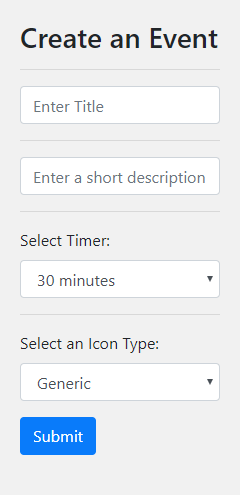 Create an Event
Enter Title
Enter a short description
Select Timer:
30 minutes
Select an Icon Type:
Generic
Submit